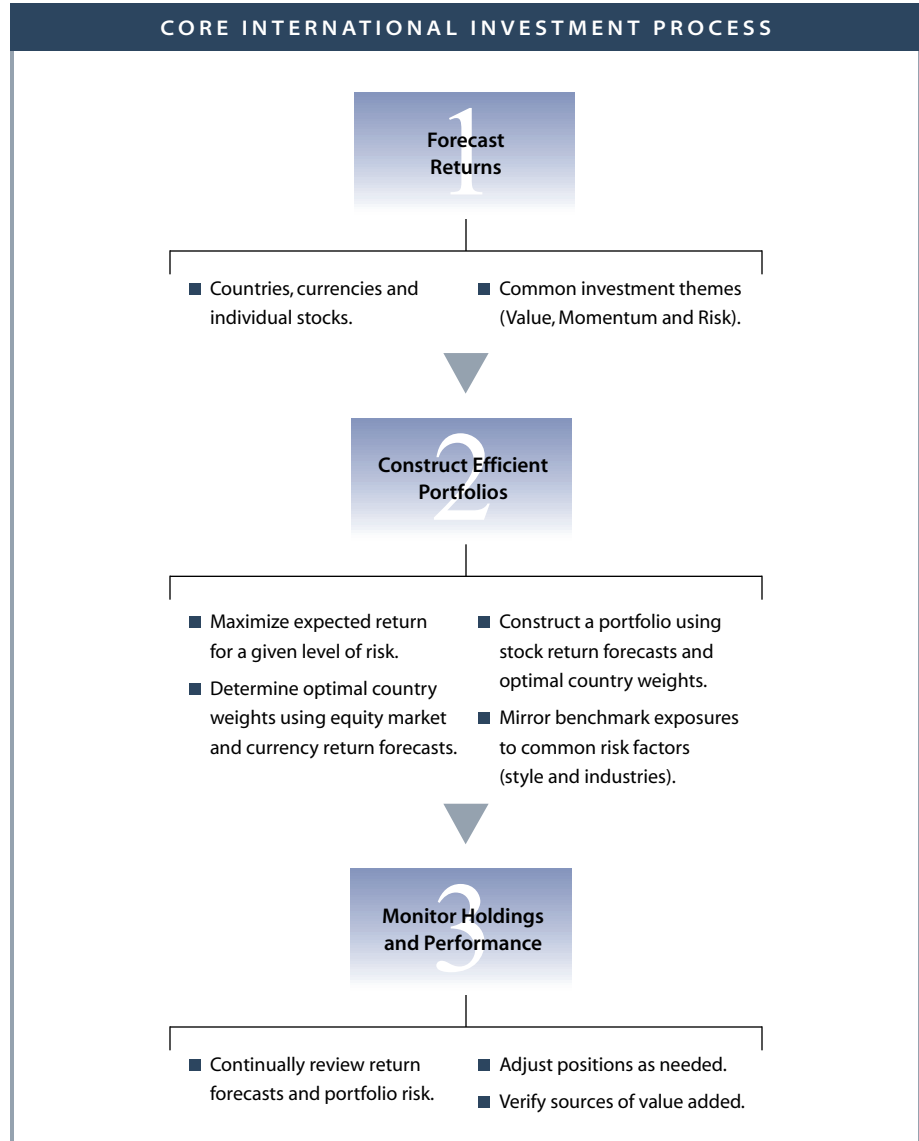 CORE INTERNATIONAL INVESTMENT PROCESS
1
Forecast
Returns
■ Countries, currencies and
individual stocks.
■ Common investment themes
(Value, Momentum and Risk).
2
Construct Efficient
Portfolios
■ Maximize expected return
for a given level of risk.
■ Determine optimal country
weights using equity market
and currency return forecasts.
■ Construct a portfolio using
stock return forecasts and
optimal country weights.
■ Mirror benchmark exposures
to common risk factors
(style and industries).
3
Monitor Holdings
and Performance
■ Continually review return
forecasts and portfolio risk.
■ Adjust positions as needed.
■ Verify sources of value added.